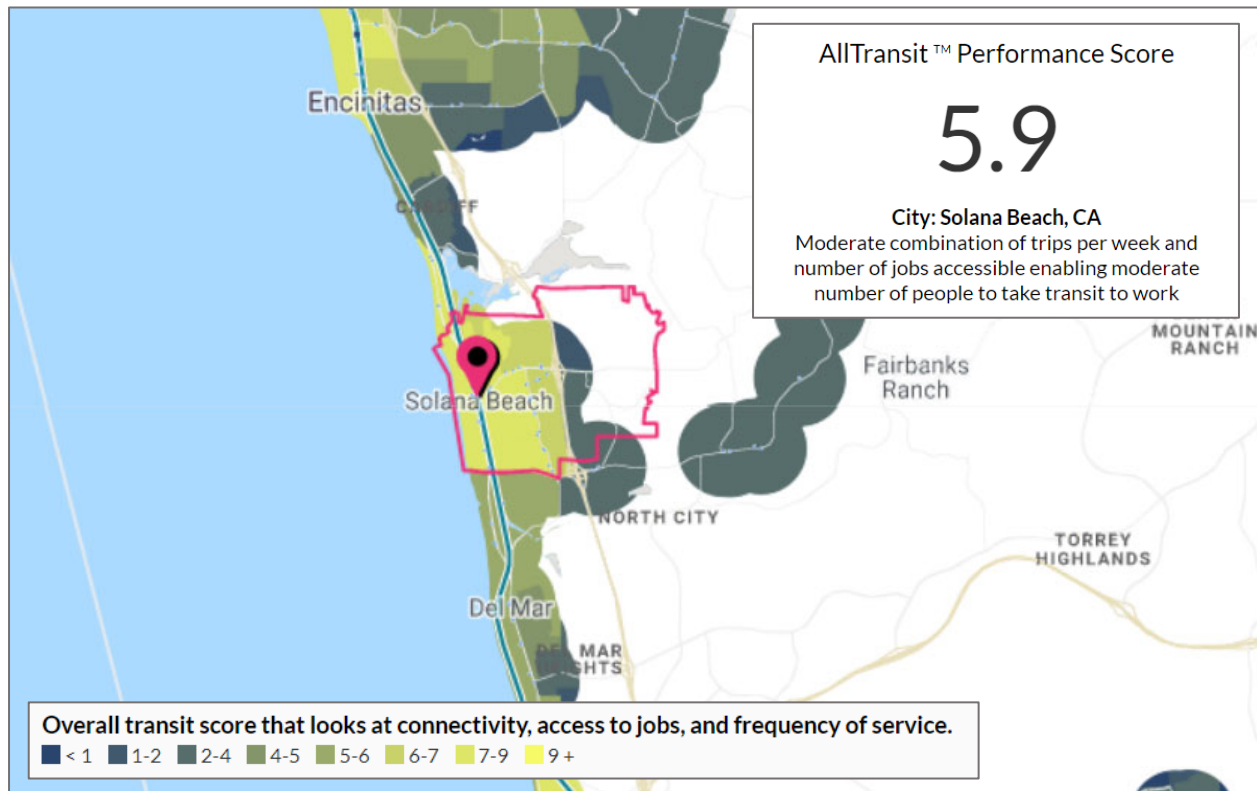 AllTransit ™ Performance Score
5.9
City: Solana Beach, CA
Moderate combination of trips per week and
number of jobs accessible enabling moderate
number of people to take transit to work
Encinitas
Solana Beach
Fairbanks
Ranch
MOUNTAIN
RANCH
NORTH CITY
TORREY
HIGHLANDS
Del Mar
MAR
Overall transit score that looks at connectivity, access to jobs, and frequency of service.
< 1
1-2
2-4
4-5
5-6
6-7
7-9
9 +